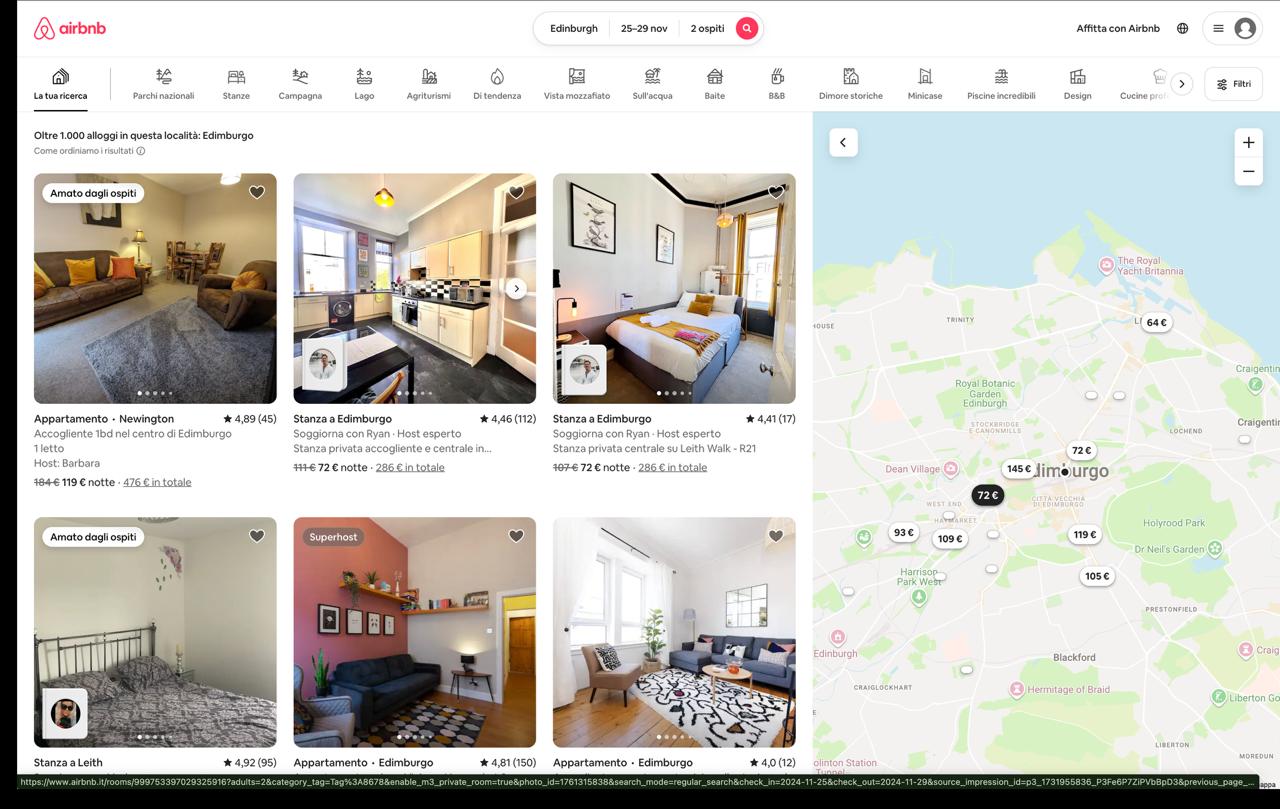 airbnb
Edinburgh
25–29 nov
2 ospiti
Affitta con Airbnb
La tua ricerca
Parchi nazionali
Stanze
Campagna
Lago
Agriturismi
Di tendenza
Vista mozzafiato
Sull'acqua
Baite
B&B
Dimore storiche
Minicase
Piscine incredibili
Design
Cucine prof
Filtri
Oltre 1.000 alloggi in questa località: Edimburgo
Come ordiniamo i risultati
Amato dagli ospiti
Appartamento · Newington
4,89 (45)
Accogliente 1bd nel centro di Edimburgo
1 letto
Host: Barbara
184 € 119 € notte · 476 € in totale
Stanza a Edimburgo
4,46 (112)
Soggiorna con Ryan · Host esperto
Stanza privata accogliente e centrale in…
111 € 72 € notte · 286 € in totale
Stanza a Edimburgo
4,41 (17)
Soggiorna con Ryan · Host esperto
Stanza privata centrale su Leith Walk - R21
107 € 72 € notte · 286 € in totale
Amato dagli ospiti
Stanza a Leith
4,92 (95)
Superhost
Appartamento · Edimburgo
4,81 (150)
Appartamento · Edimburgo
4,0 (12)
The Royal
Yacht Britannia
HOUSE
TRINITY
64 €
Royal Botanic
Garden
Edinburgh
Craigentin
STOCKBRIDGE
E CANONMILLS
LOCHEND
Craigentir
72 €
Dean Village
145 €
dimburgo
72 €
WEST END
CITTÀ VECCHIA
DI EDIMBURGO
HAYMARKET
93 €
109 €
119 €
Holyrood Park
Dr Neil's Garden
Harrison
Park West
105 €
PRESTONFIELD
Edinburgh
Blackford
Craig
CRAIGLOCKHART
Hermitage of Braid
Liberton Go
LIBERTON
MOREDUN
olinton Station
Tunnel
https://www.airbnb.it/rooms/999753397029325916?adults=2&category_tag=Tag%3A8678&enable_m3_private_room=true&photo_id=1761315838&search_mode=regular_search&check_in=2024-11-25&check_out=2024-11-29&source_impression_id=p3_1731955836_P3Fe6P7ZiPVbBpD3&previous_page_…
appa